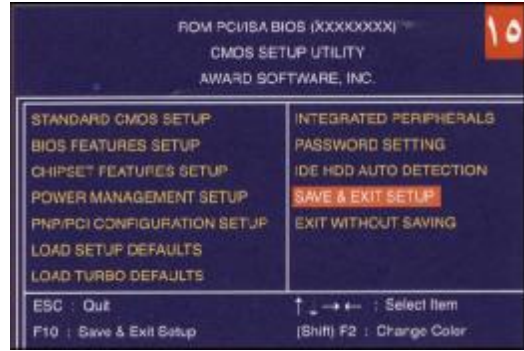 ROM PCI/ISA BIOS (XXXXXXXX)
CMOS SETUP UTILITY
AWARD SOFTWARE, INC.
١٥
STANDARD CMOS SETUP
BIOS FEATURES SETUP
CHIPSET FEATURES SETUP
POWER MANAGEMENT SETUP
PNP/PCI CONFIGURATION SETUP
LOAD SETUP DEFAULTS
LOAD TURBO DEFAULTS
INTEGRATED PERIPHERALS
PASSWORD SETTING
IDE HDD AUTO DETECTION
SAVE & EXIT SETUP
EXIT WITHOUT SAVING
ESC : Quit
F10 : Save & Exit Setup
↑ ↓ → ← : Select Item
(Shift) F2 : Change Color